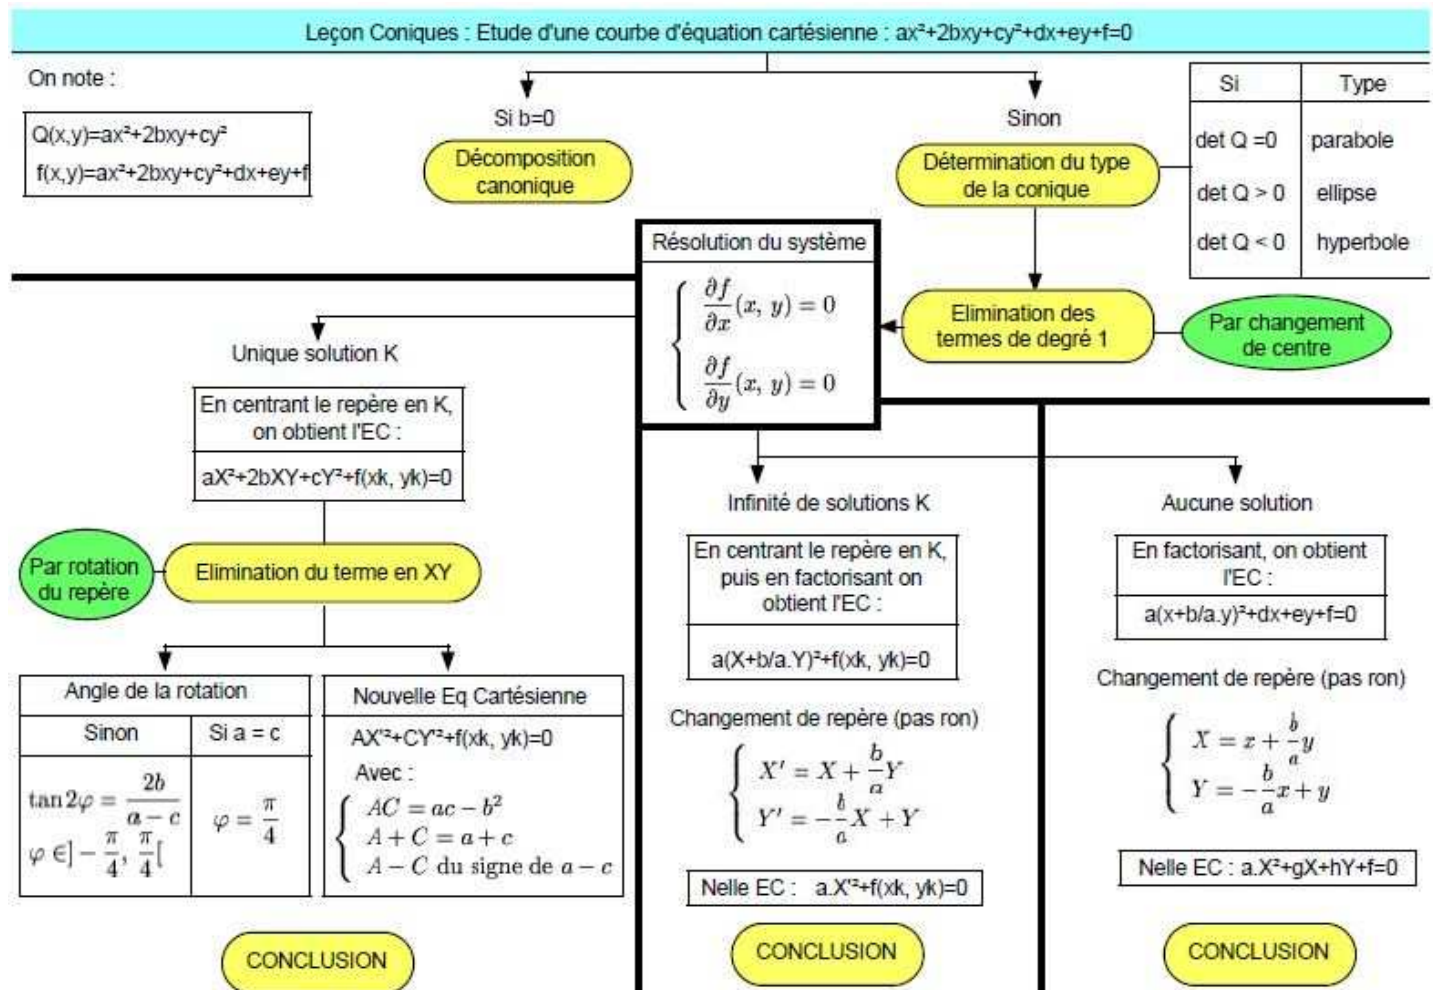 Leçon Coniques : Etude d'une courbe d'équation cartésienne : ax²+2bxy+cy²+dx+ey+f=0
On note :
Q(x,y)=ax²+2bxy+cy²
f(x,y)=ax²+2bxy+cy²+dx+ey+f
Si b=0
Décomposition
canonique
Sinon
Détermination du type
de la conique
Si Type
det Q =0 parabole
det Q > 0 ellipse
det Q < 0 hyperbole
Elimination des
termes de degré 1
Par changement
de centre
Résolution du système
∂f/∂x (x, y) = 0
∂f/∂y (x, y) = 0
Unique solution K
En centrant le repère en K,
on obtient l'EC :
aX²+2bXY+cY²+f(xk, yk)=0
Par rotation
du repère
Elimination du terme en XY
Angle de la rotation
Sinon Si a = c
tan 2φ = 2b/(a − c)
φ ∈] − π/4, π/4[
φ = π/4
Nouvelle Eq Cartésienne
AX'²+CY'²+f(xk, yk)=0
Avec :
AC = ac − b²
A + C = a + c
A − C du signe de a − c
CONCLUSION
Infinité de solutions K
En centrant le repère en K,
puis en factorisant on
obtient l'EC :
a(X+b/a.Y)²+f(xk, yk)=0
Changement de repère (pas ron)
X' = X + b/a Y
Y' = − b/a X + Y
Nelle EC : a.X'²+f(xk, yk)=0
CONCLUSION
Aucune solution
En factorisant, on obtient
l'EC :
a(x+b/a.y)²+dx+ey+f=0
Changement de repère (pas ron)
X = x + b/a y
Y = − b/a x + y
Nelle EC : a.X²+gX+hY+f=0
CONCLUSION